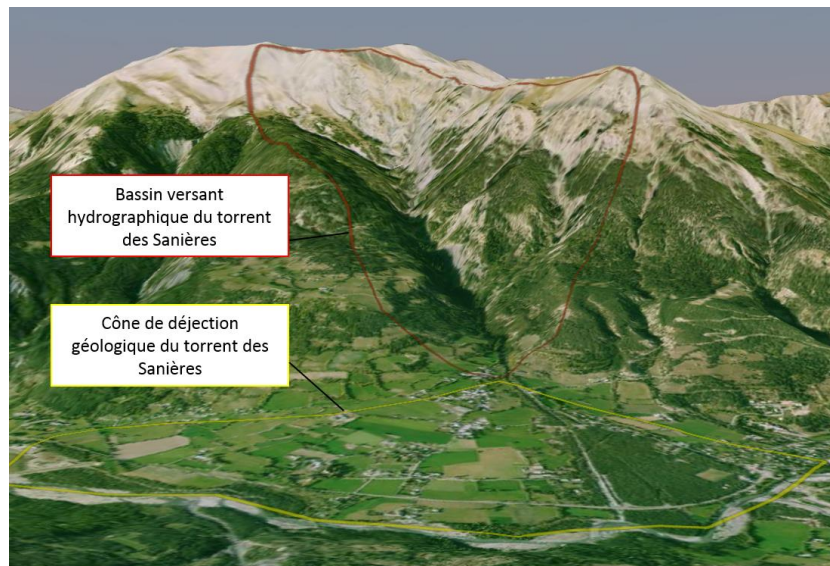 Bassin versant
hydrographique du torrent
des Sanières
Cône de déjection
géologique du torrent des
Sanières